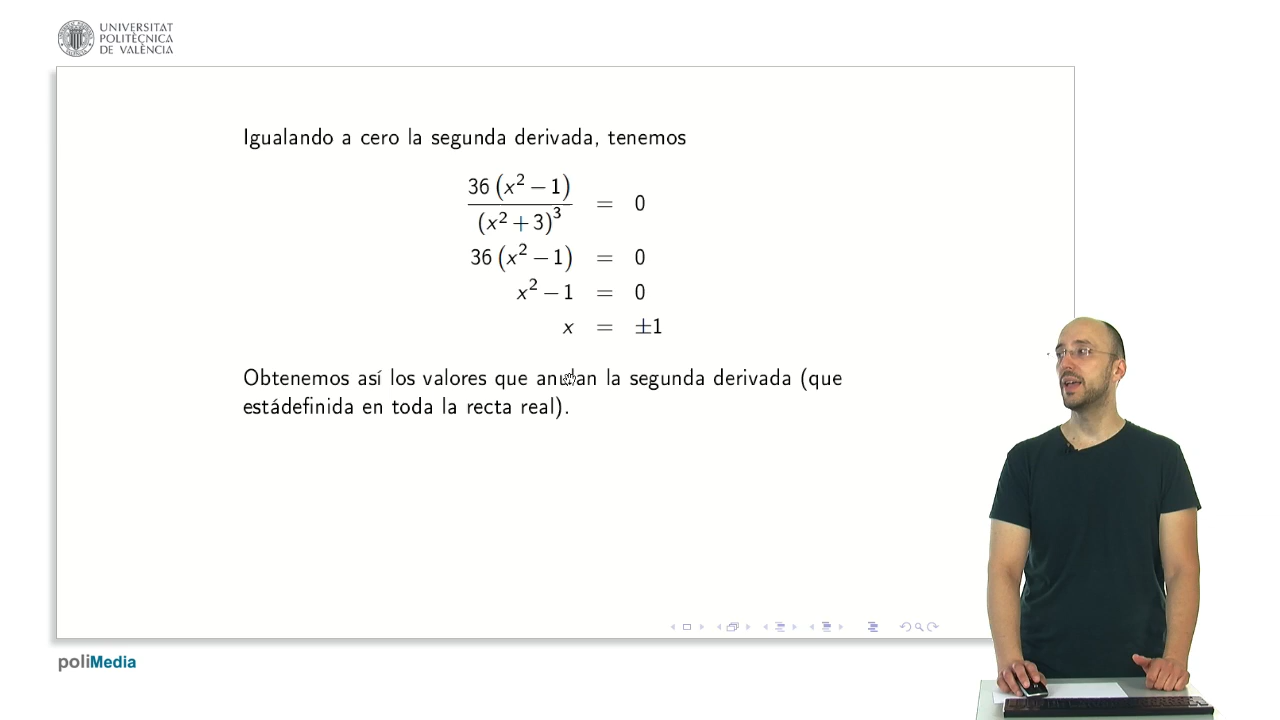 UNIVERSITAT
POLITÈCNICA
DE VALÈNCIA
Igualando a cero la segunda derivada, tenemos
36 (x² − 1)
(x² + 3)³
= 0
36 (x² − 1) = 0
x² − 1 = 0
x = ±1
Obtenemos así los valores que anulan la segunda derivada (que
estádefinida en toda la recta real).
poliMedia